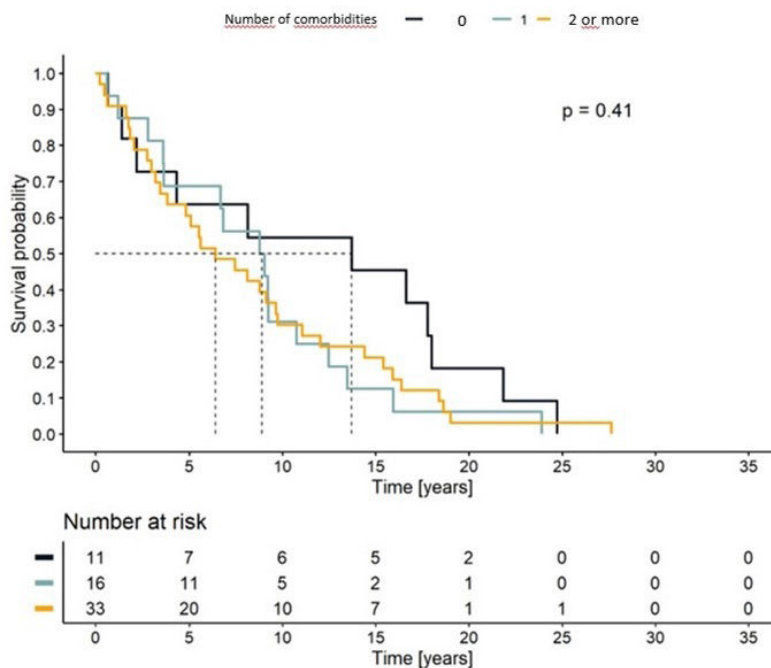 Number of comorbidities 0 1 2 or more
p = 0.41
Survival probability
1.0
0.9
0.8
0.7
0.6
0.5
0.4
0.3
0.2
0.1
0.0
0 5 10 15 20 25 30 35
Time [years]
Number at risk
11 7 6 5 2 0 0 0
16 11 5 2 1 0 0 0
33 20 10 7 1 1 0 0
0 5 10 15 20 25 30 35
Time [years]